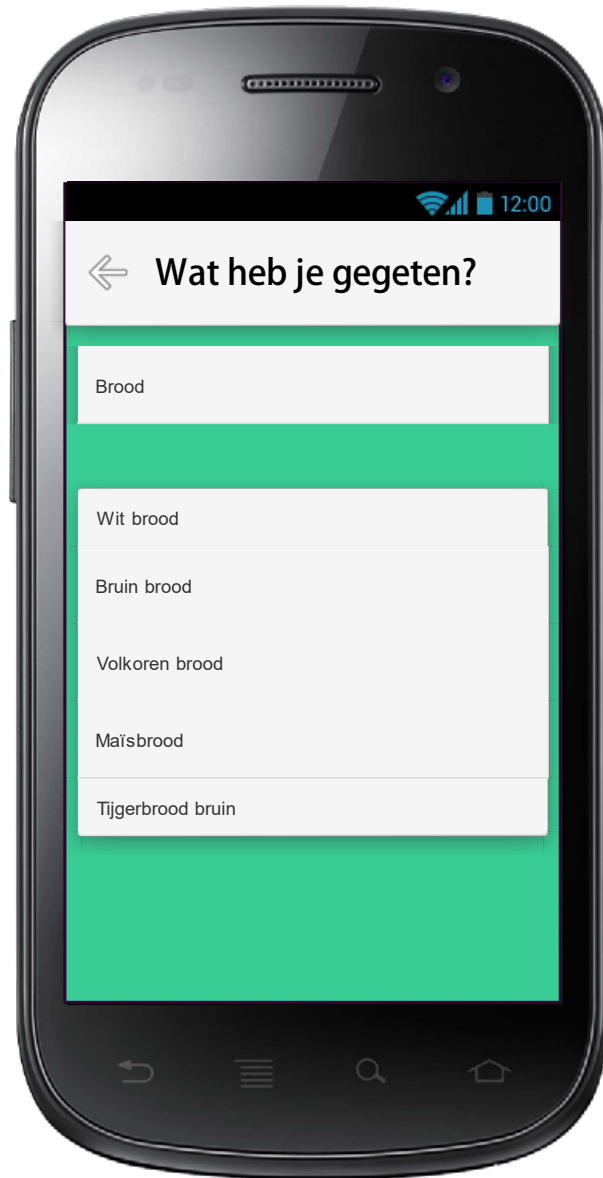 12:00
Wat heb je gegeten?
Brood
Wit brood
Bruin brood
Volkoren brood
Maïsbrood
Tijgerbrood bruin